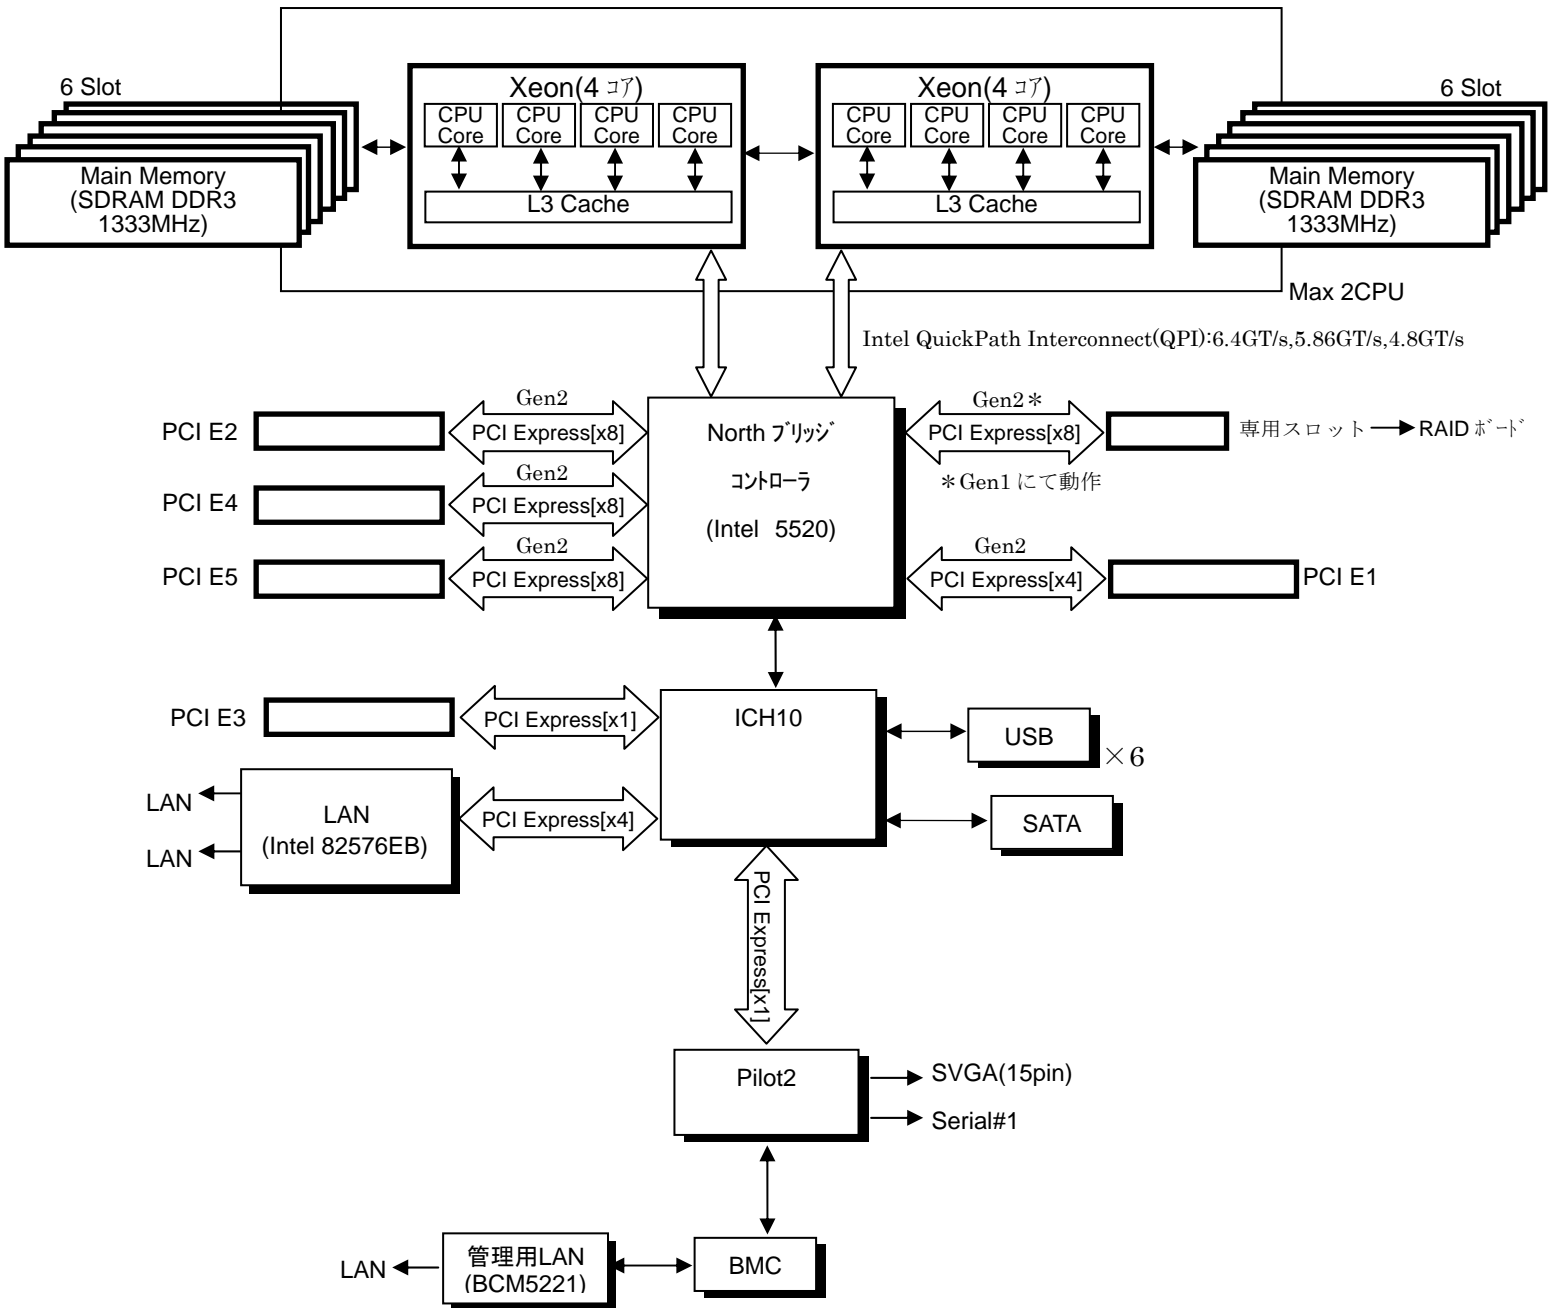 6 Slot
Xeon(4 ｺｱ)
Xeon(4 ｺｱ)
6 Slot
CPU Core
CPU Core
CPU Core
CPU Core
CPU Core
CPU Core
CPU Core
CPU Core
L3 Cache
L3 Cache
Main Memory
(SDRAM DDR3
1333MHz)
Main Memory
(SDRAM DDR3
1333MHz)
Max 2CPU
Intel QuickPath Interconnect(QPI):6.4GT/s,5.86GT/s,4.8GT/s
PCI E2
Gen2
PCI Express[x8]
North ﾌﾞﾘｯｼﾞ
ｺﾝﾄﾛｰﾗ
(Intel 5520)
Gen2＊
PCI Express[x8]
専用スロット
RAID ﾎﾞｰﾄﾞ
＊Gen1 にて動作
PCI E4
Gen2
PCI Express[x8]
PCI E5
Gen2
PCI Express[x8]
Gen2
PCI Express[x4]
PCI E1
PCI E3
PCI Express[x1]
ICH10
USB
×6
LAN
LAN
LAN
(Intel 82576EB)
PCI Express[x4]
SATA
PCI Express[x1]
Pilot2
SVGA(15pin)
Serial#1
LAN
管理用LAN
(BCM5221)
BMC